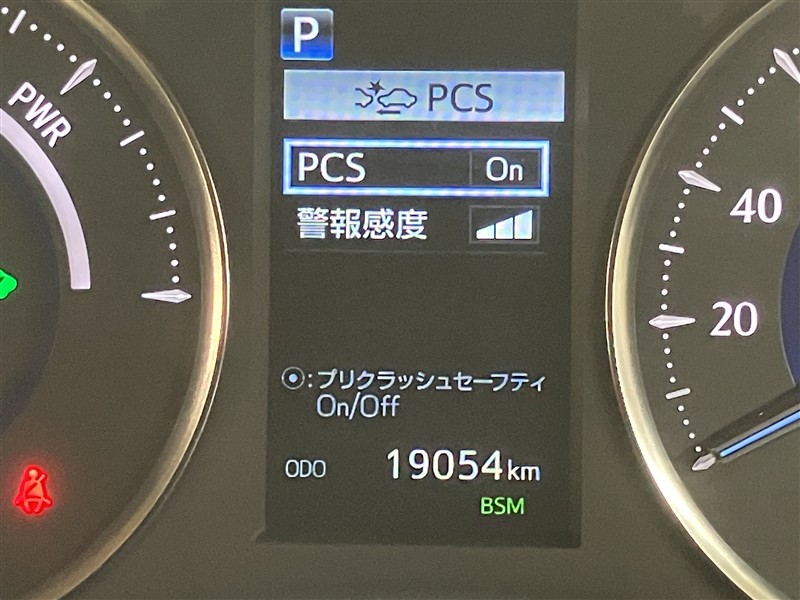 P
PWR
PCS
PCS On
警報感度
40
20
⦿:プリクラッシュセーフティ
On/Off
ODO 19054km
BSM